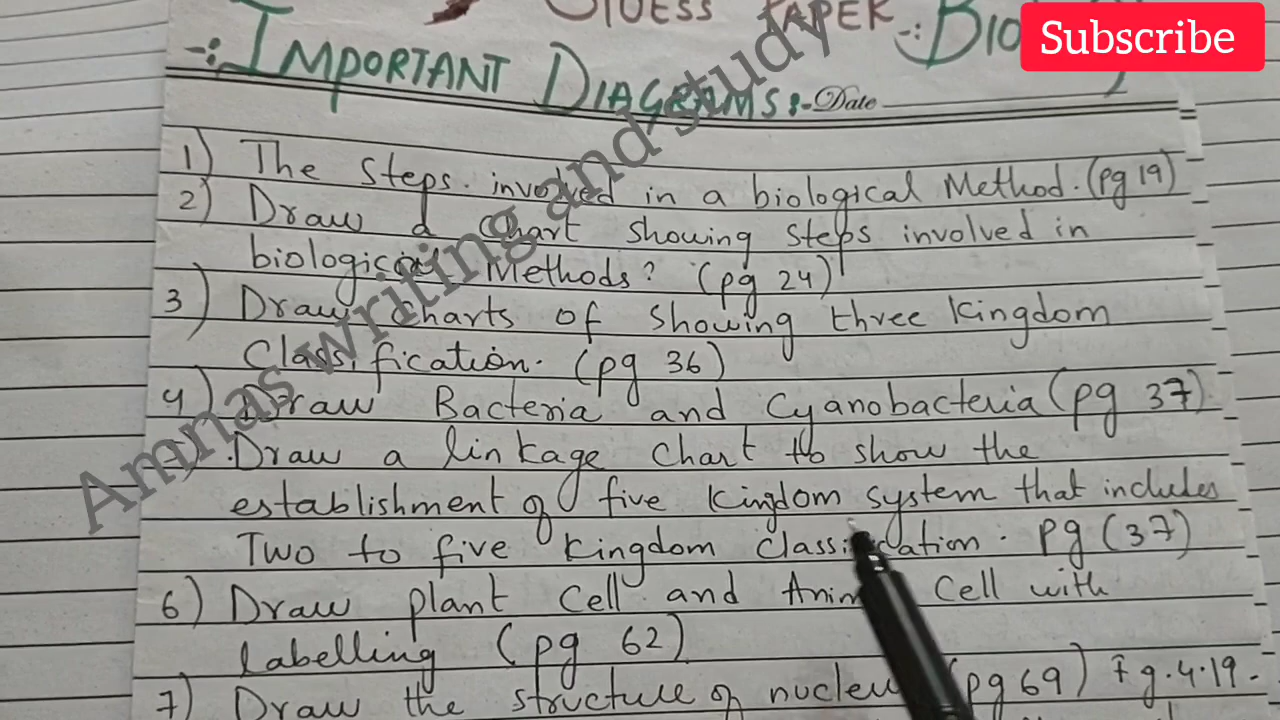 GUESS PAPER -: BIO
Subscribe
-: IMPORTANT DIAGRAMS :- Date
1) The steps involved in a biological Method. (pg 19)
2) Draw a chart showing steps involved in
biological Methods? (pg 24)
3) Draw charts of showing three kingdom
Classification. (pg 36)
4) Draw Bacteria and Cyanobacteria (pg 37)
Draw a linkage chart to show the
establishment of five kingdom system that includes
Two to five kingdom classification. pg (37)
6) Draw plant cell and Anim Cell with
labelling (pg 62)
7) Draw the structure of nucleu (pg 69) Fg.4.19.
Amnas writing and study